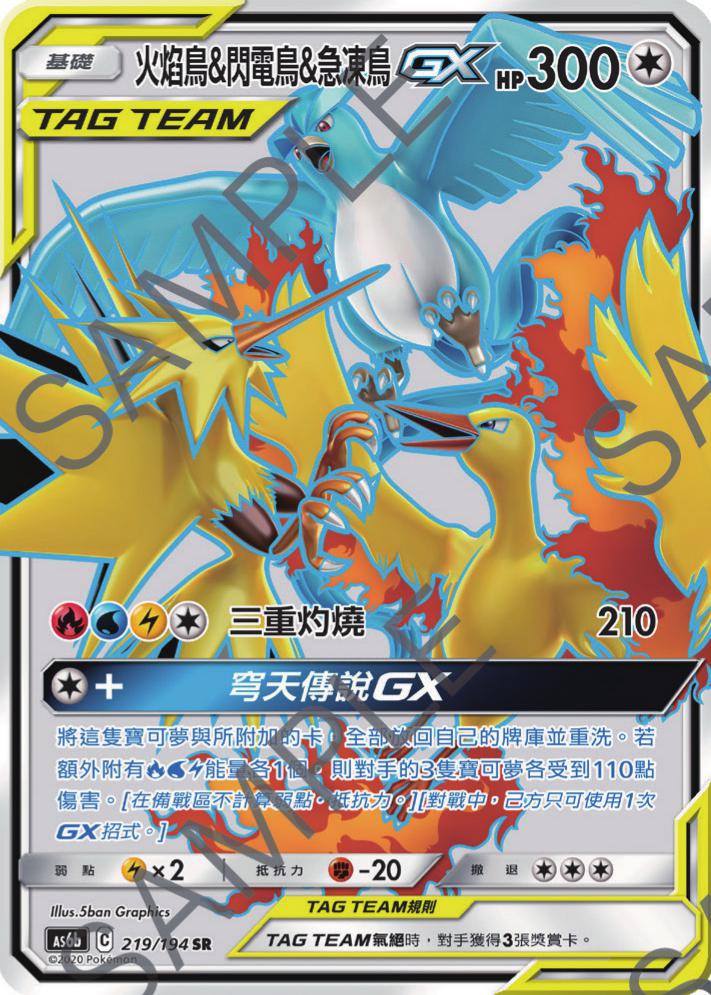 基礎 火焰鳥&閃電鳥&急凍鳥GX HP300
TAG TEAM
SAMPLE
SAMPLE
三重灼燒 210
+ 穹天傳說GX
將這隻寶可夢與所附加的卡,全部放回自己的牌庫並重洗。若
額外附有能量各1個,則對手的3隻寶可夢各受到110點
傷害。[在備戰區不計算弱點・抵抗力。][對戰中,己方只可使用1次
GX招式。]
弱點 ×2 抵抗力 -20 撤退
Illus.5ban Graphics
TAG TEAM規則
AS6b C 219/194 SR
TAG TEAM氣絕時,對手獲得3張獎賞卡。
©2020 Pokémon